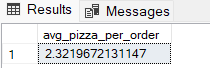 Results Messages
avg_pizza_per_order
1 2.3219672131147